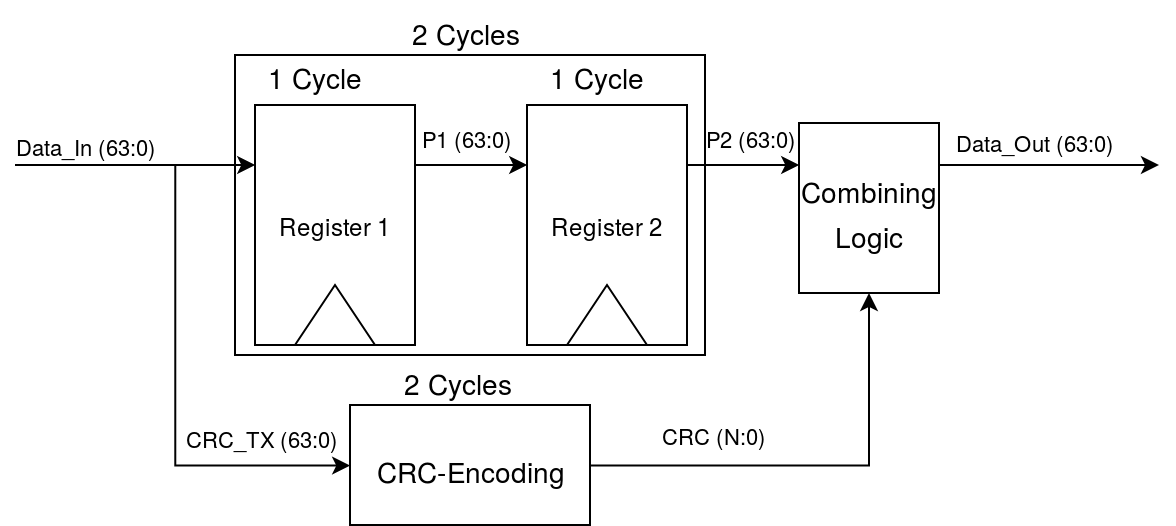 2 Cycles
1 Cycle
1 Cycle
Data_In (63:0)
P1 (63:0)
P2 (63:0)
Data_Out (63:0)
Register 1
Register 2
Combining
Logic
2 Cycles
CRC_TX (63:0)
CRC (N:0)
CRC-Encoding